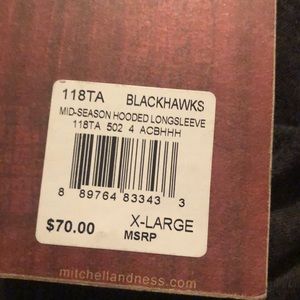 118TA BLACKHAWKS
MID-SEASON HOODED LONGSLEEVE
118TA 502 4 ACBHHH
8 89764 83343 3
X-LARGE
$70.00 MSRP
mitchellandness.com